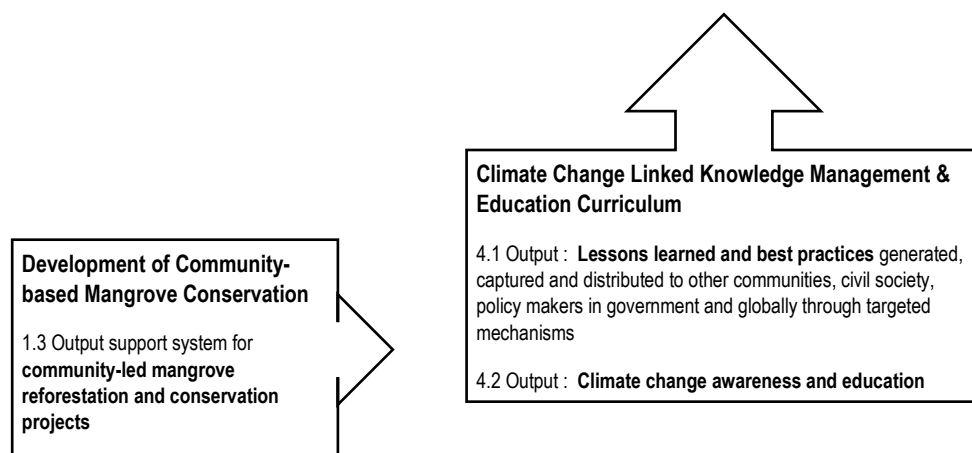 Climate Change Linked Knowledge Management &
Education Curriculum
4.1 Output : Lessons learned and best practices generated,
captured and distributed to other communities, civil society,
policy makers in government and globally through targeted
mechanisms
4.2 Output : Climate change awareness and education
Development of Community-
based Mangrove Conservation
1.3 Output support system for
community-led mangrove
reforestation and conservation
projects